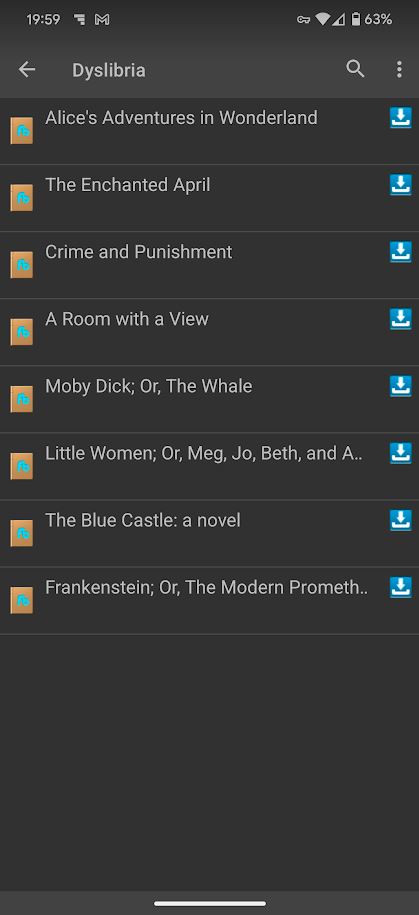 19:59
63%
Dyslibria
Alice's Adventures in Wonderland
The Enchanted April
Crime and Punishment
A Room with a View
Moby Dick; Or, The Whale
Little Women; Or, Meg, Jo, Beth, and A..
The Blue Castle: a novel
Frankenstein; Or, The Modern Prometh..